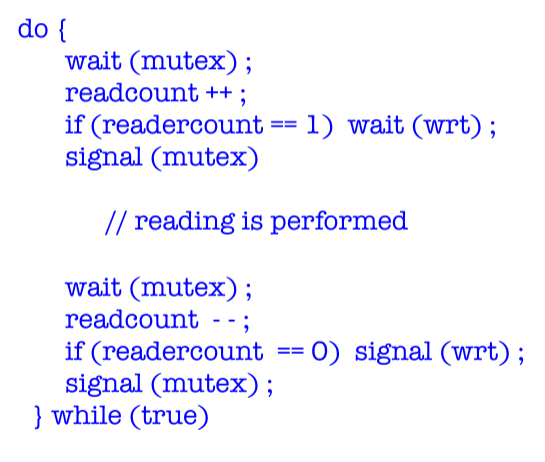 do {
wait (mutex) ;
readcount ++ ;
if (readercount == 1) wait (wrt) ;
signal (mutex)
// reading is performed
wait (mutex) ;
readcount - - ;
if (readercount == 0) signal (wrt) ;
signal (mutex) ;
} while (true)